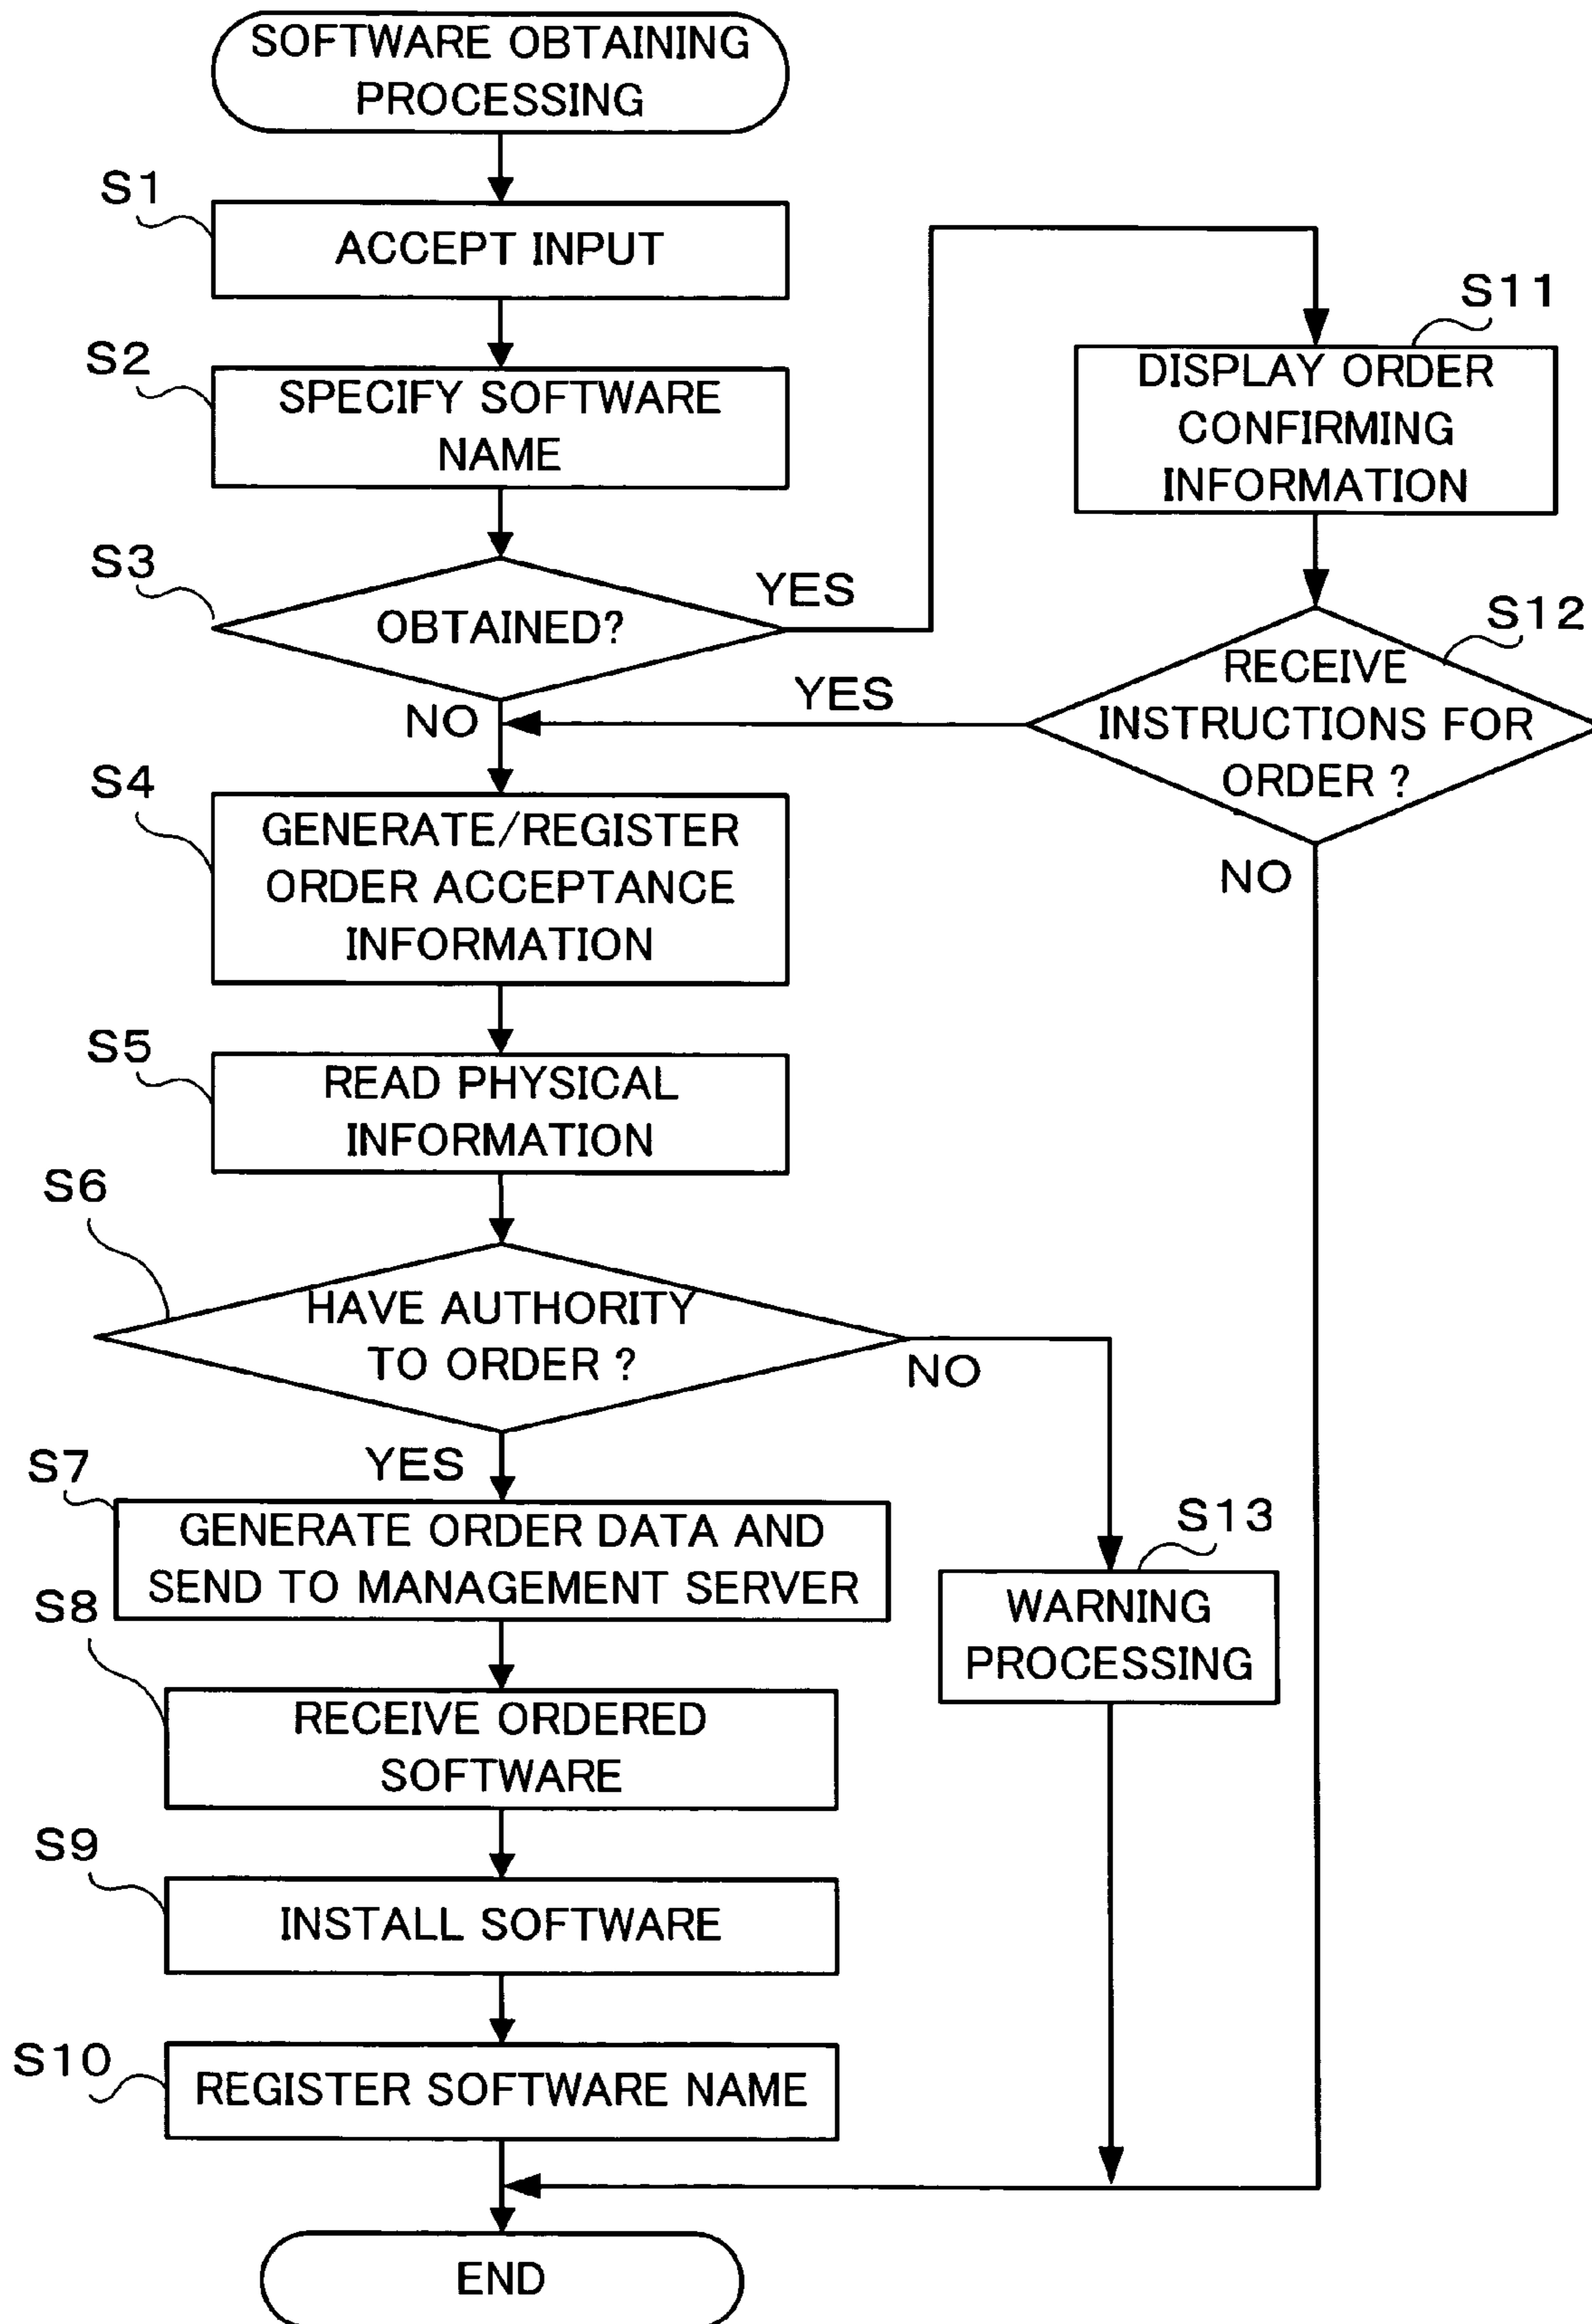 SOFTWARE OBTAINING
PROCESSING
S1
ACCEPT INPUT
S2
SPECIFY SOFTWARE
NAME
S3
OBTAINED?
YES
NO
S11
DISPLAY ORDER
CONFIRMING
INFORMATION
S12
RECEIVE
INSTRUCTIONS FOR
ORDER ?
YES
NO
S4
GENERATE/REGISTER
ORDER ACCEPTANCE
INFORMATION
S5
READ PHYSICAL
INFORMATION
S6
HAVE AUTHORITY
TO ORDER ?
NO
YES
S7
GENERATE ORDER DATA AND
SEND TO MANAGEMENT SERVER
S13
WARNING
PROCESSING
S8
RECEIVE ORDERED
SOFTWARE
S9
INSTALL SOFTWARE
S10
REGISTER SOFTWARE NAME
END